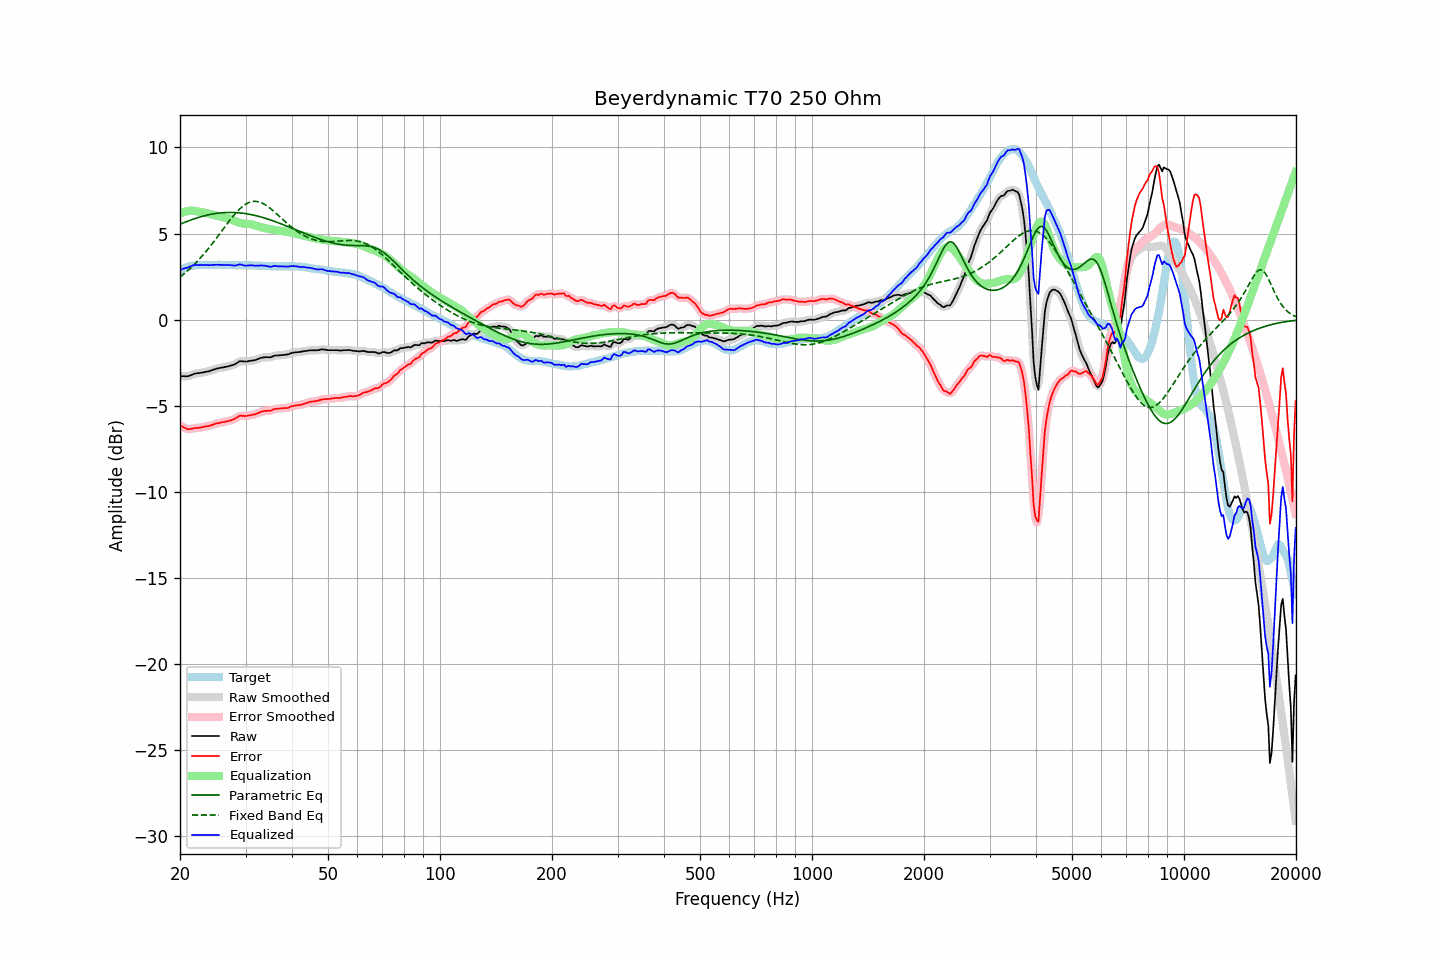 Beyerdynamic T70 250 Ohm
10
5
0
−5
−10
−15
−20
−25
−30
Amplitude (dBr)
Target
Raw Smoothed
Error Smoothed
Raw
Error
Equalization
Parametric Eq
Fixed Band Eq
Equalized
20
50
100
200
500
1000
2000
5000
10000
20000
Frequency (Hz)